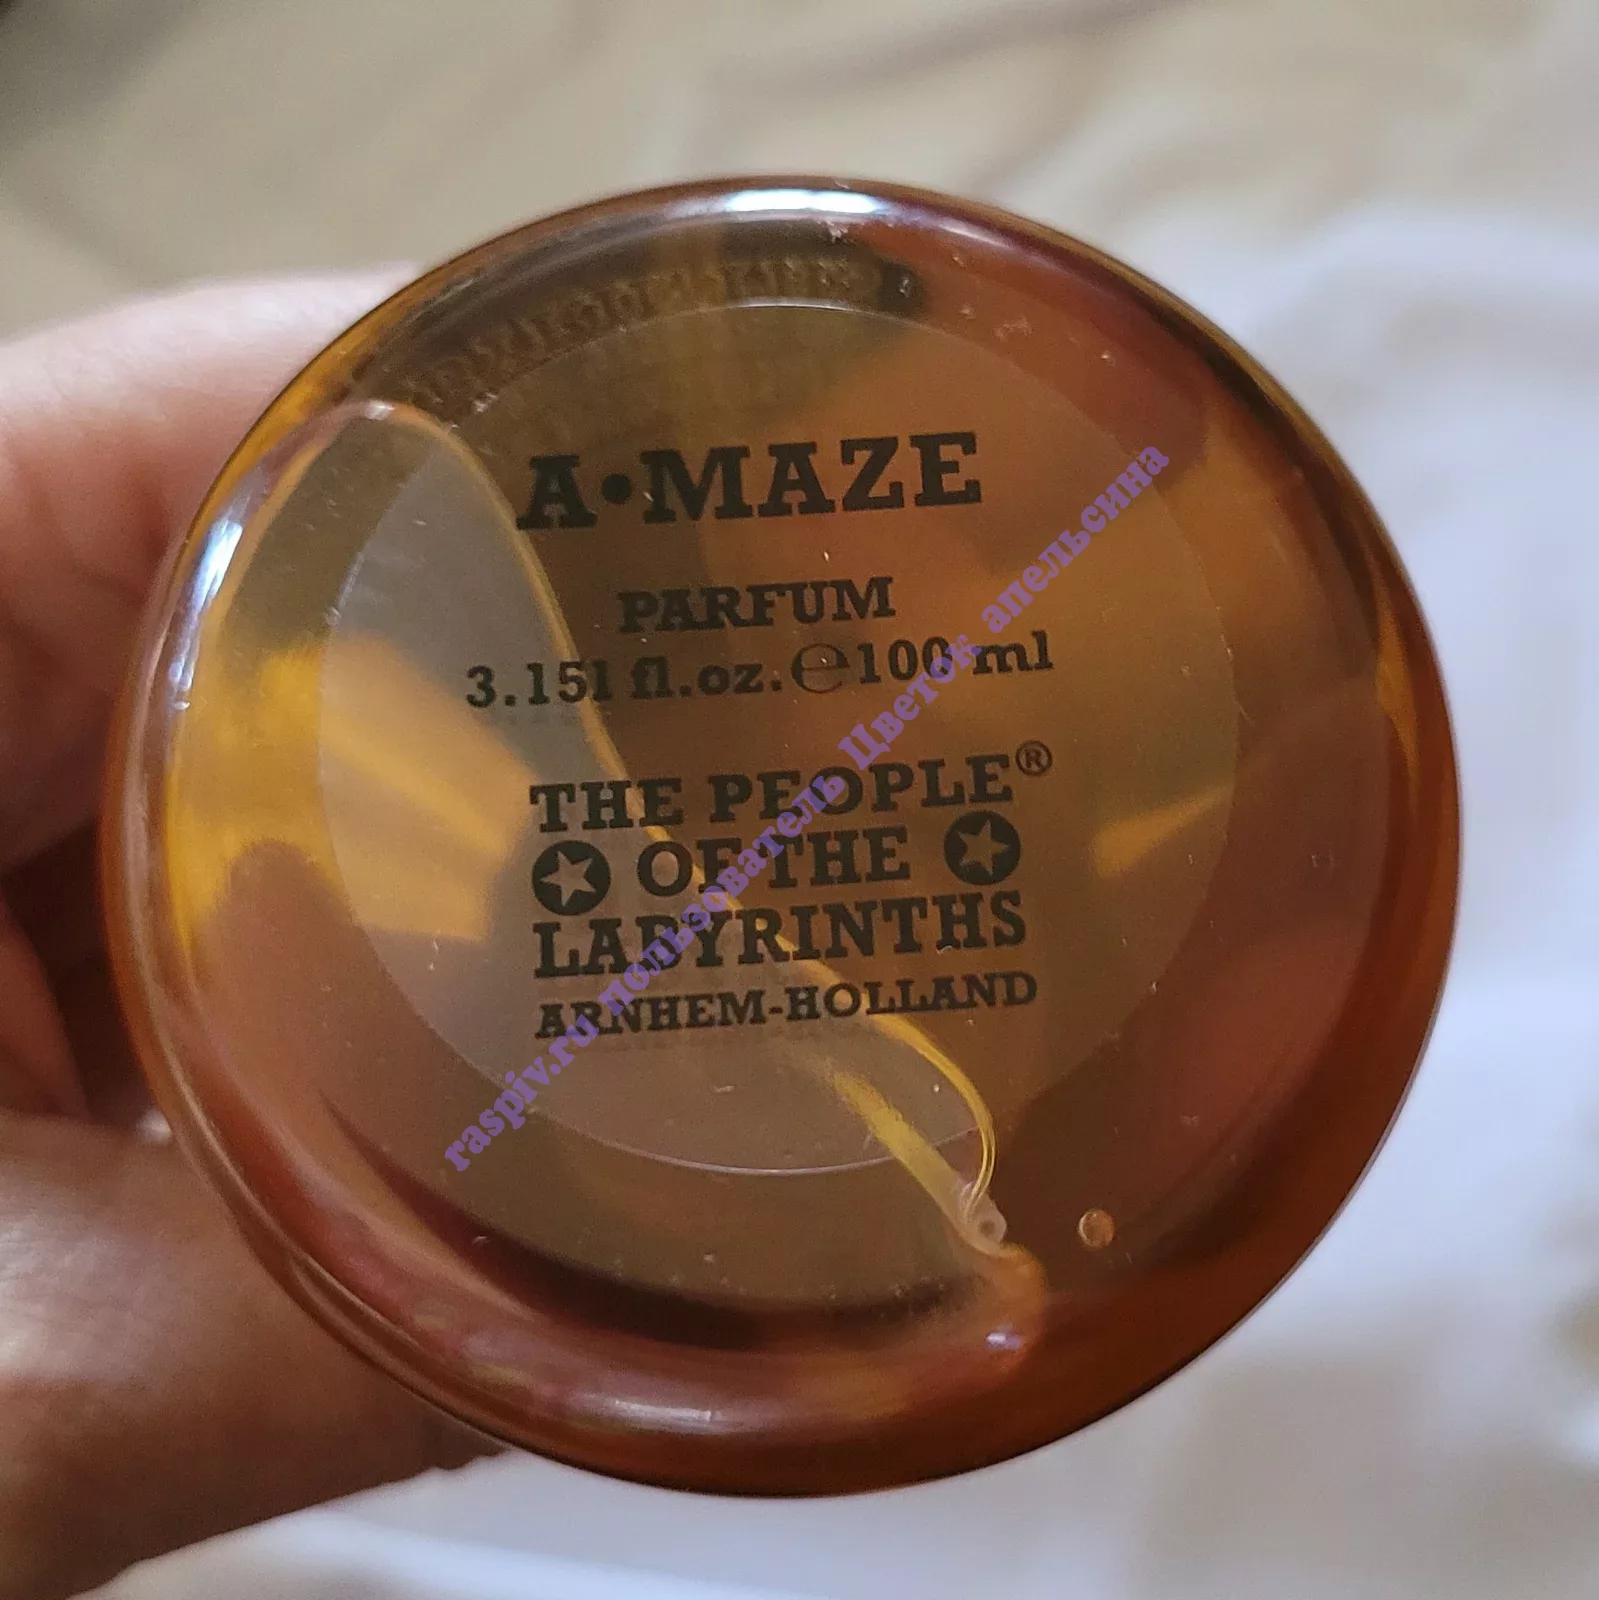 A•MAZE
PARFUM
3.151 fl.oz. ℮100 ml
THE PEOPLE®
OF THE
LABYRINTHS
ARNHEM-HOLLAND
raspiv.ru пользователь Цветок апельсина